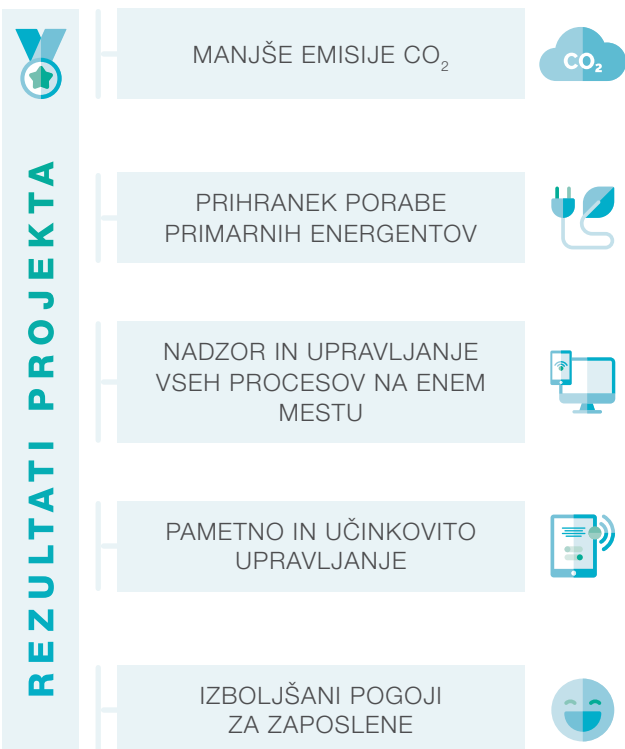 REZULTATI PROJEKTA
MANJŠE EMISIJE CO₂
CO₂
PRIHRANEK PORABE
PRIMARNIH ENERGENTOV
NADZOR IN UPRAVLJANJE
VSEH PROCESOV NA ENEM
MESTU
PAMETNO IN UČINKOVITO
UPRAVLJANJE
IZBOLJŠANI POGOJI
ZA ZAPOSLENE